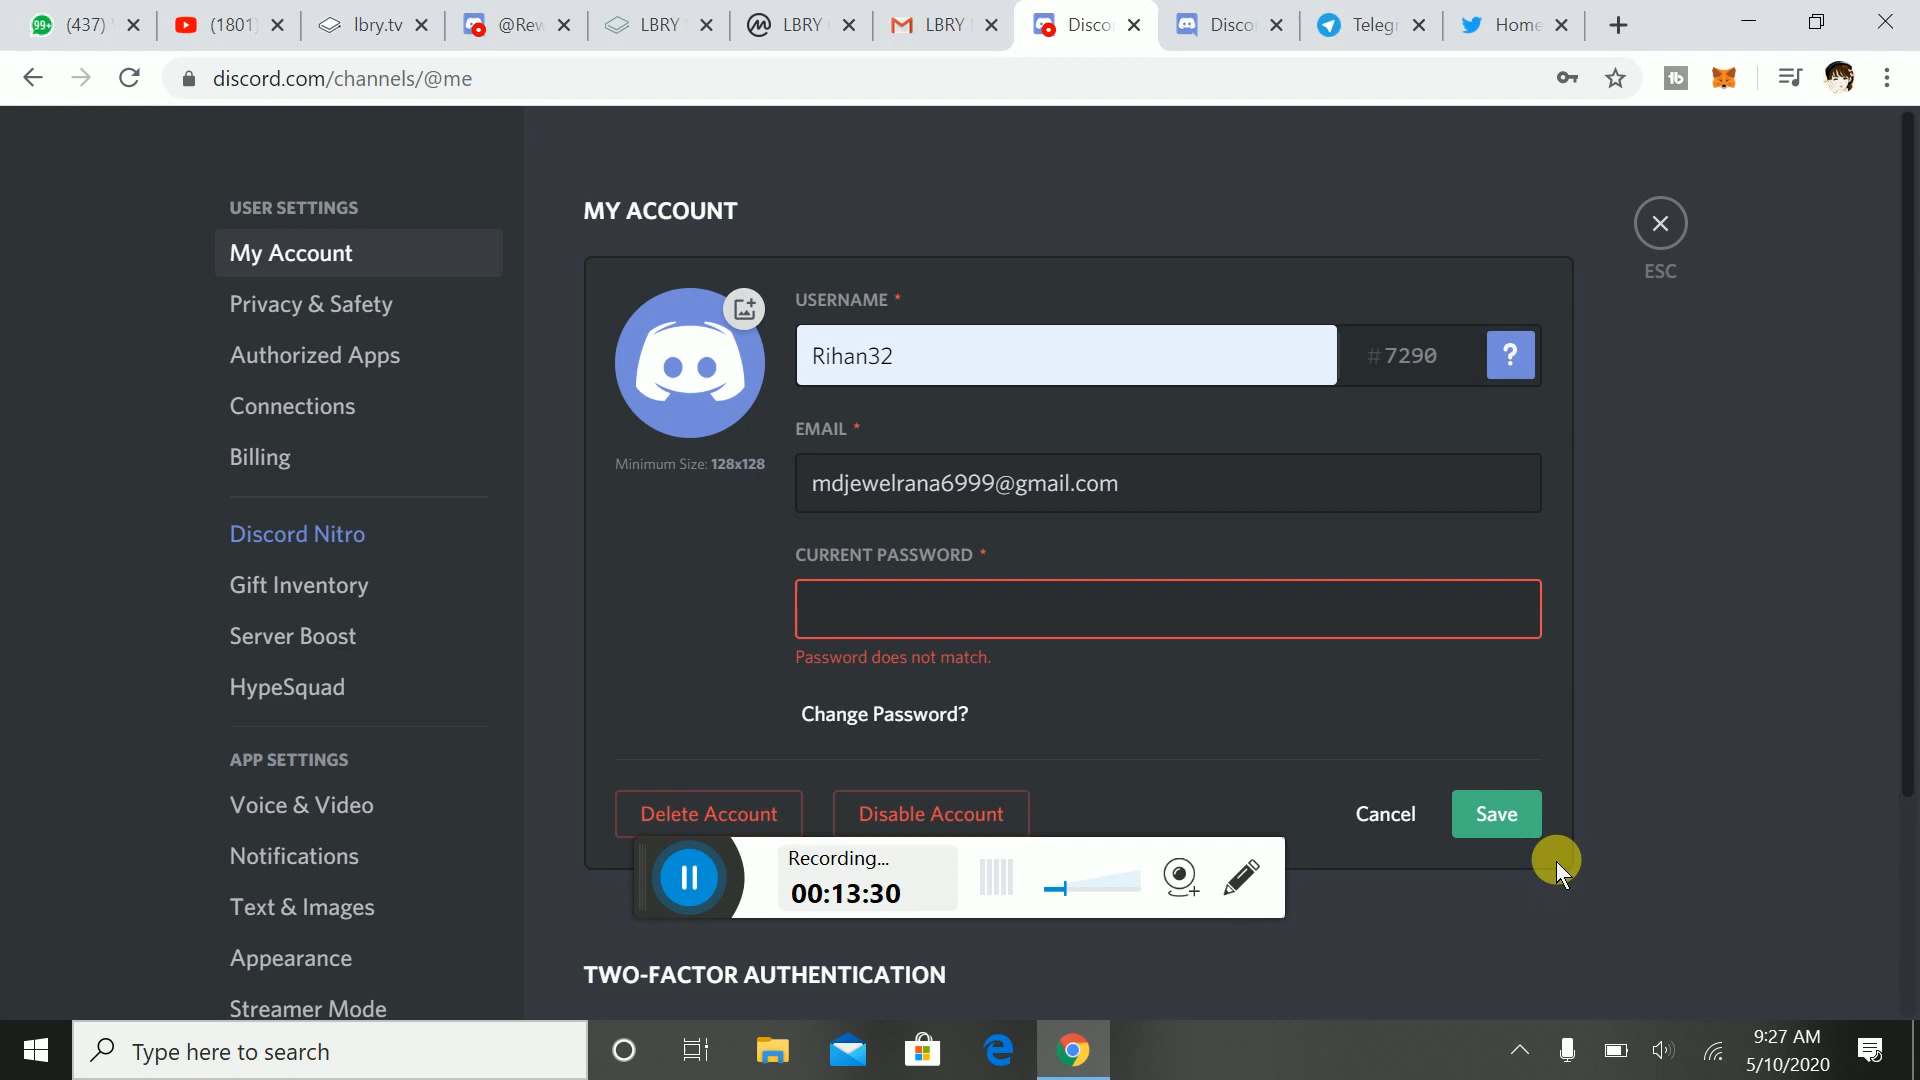 99+ (437) (1801) lbry.tv @Rew LBRY LBRY LBRY Disco Disco Telegr Home
discord.com/channels/@me
USER SETTINGS
My Account
Privacy & Safety
Authorized Apps
Connections
Billing
Discord Nitro
Gift Inventory
Server Boost
HypeSquad
APP SETTINGS
Voice & Video
Notifications
Text & Images
Appearance
Streamer Mode
MY ACCOUNT
ESC
Minimum Size: 128x128
USERNAME *
Rihan32 #7290 ?
EMAIL *
mdjewelrana6999@gmail.com
CURRENT PASSWORD *
Password does not match.
Change Password?
Delete Account Disable Account Cancel Save
Recording...
00:13:30
TWO-FACTOR AUTHENTICATION
Type here to search
9:27 AM
5/10/2020